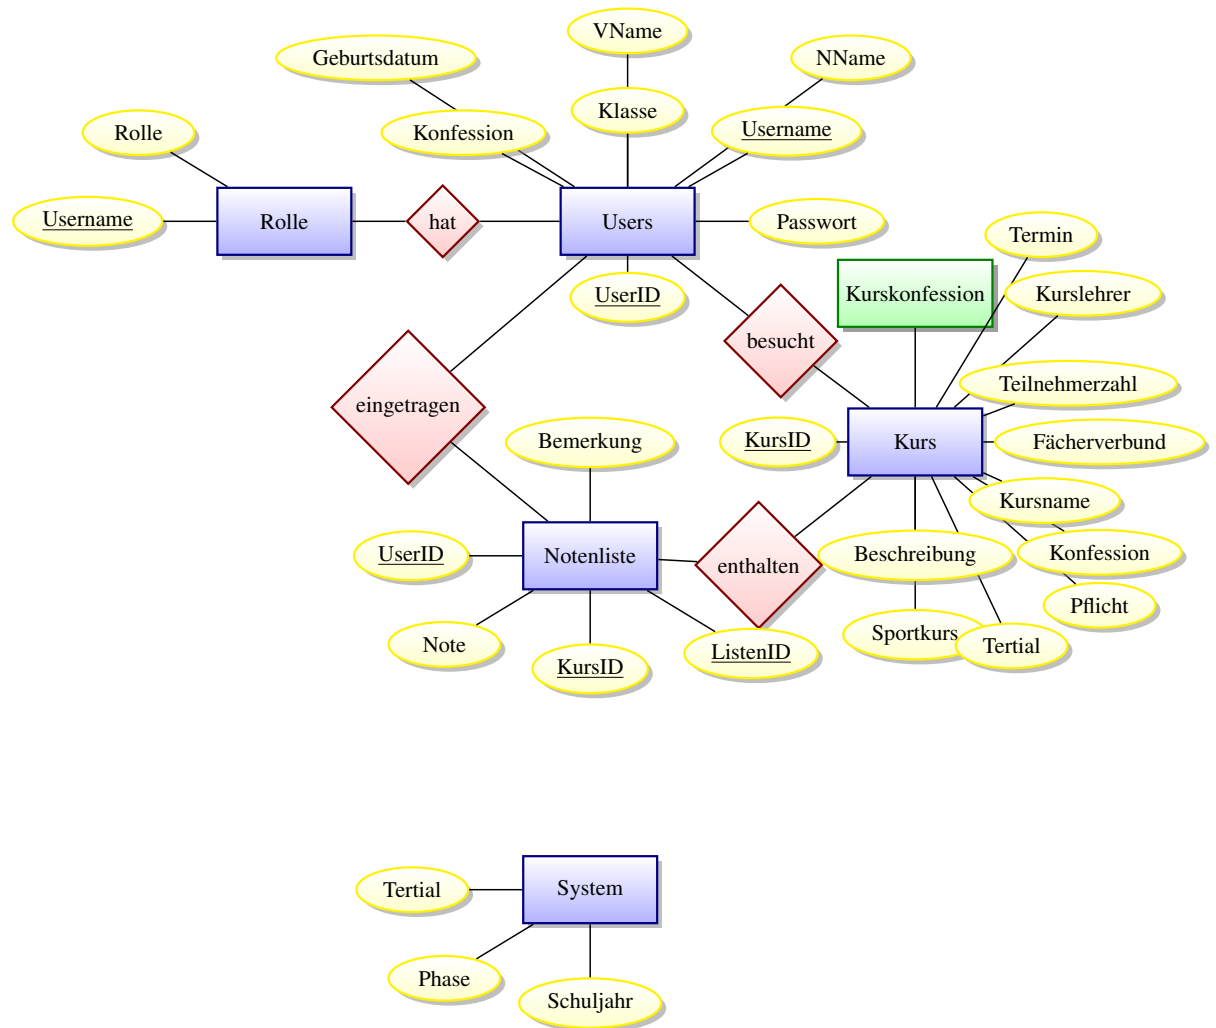 VName
Geburtsdatum
NName
Klasse
Konfession
Username
Rolle
Username
Rolle
hat
Users
Passwort
Termin
UserID
Kurskonfession
Kurslehrer
besucht
Teilnehmerzahl
eingetragen
Bemerkung
KursID
Kurs
Fächerverbund
Kursname
UserID
Notenliste
enthalten
Beschreibung
Konfession
Pflicht
Note
KursID
ListenID
Sportkurs
Tertial
Tertial
System
Phase
Schuljahr